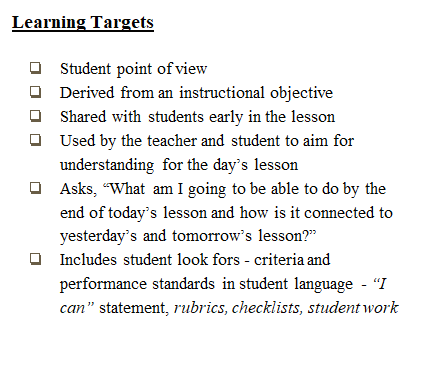 Learning Targets
❏ Student point of view
❏ Derived from an instructional objective
❏ Shared with students early in the lesson
❏ Used by the teacher and student to aim for
understanding for the day's lesson
❏ Asks, “What am I going to be able to do by the
end of today's lesson and how is it connected to
yesterday's and tomorrow's lesson?”
❏ Includes student look fors - criteria and
performance standards in student language - “I
can” statement, rubrics, checklists, student work